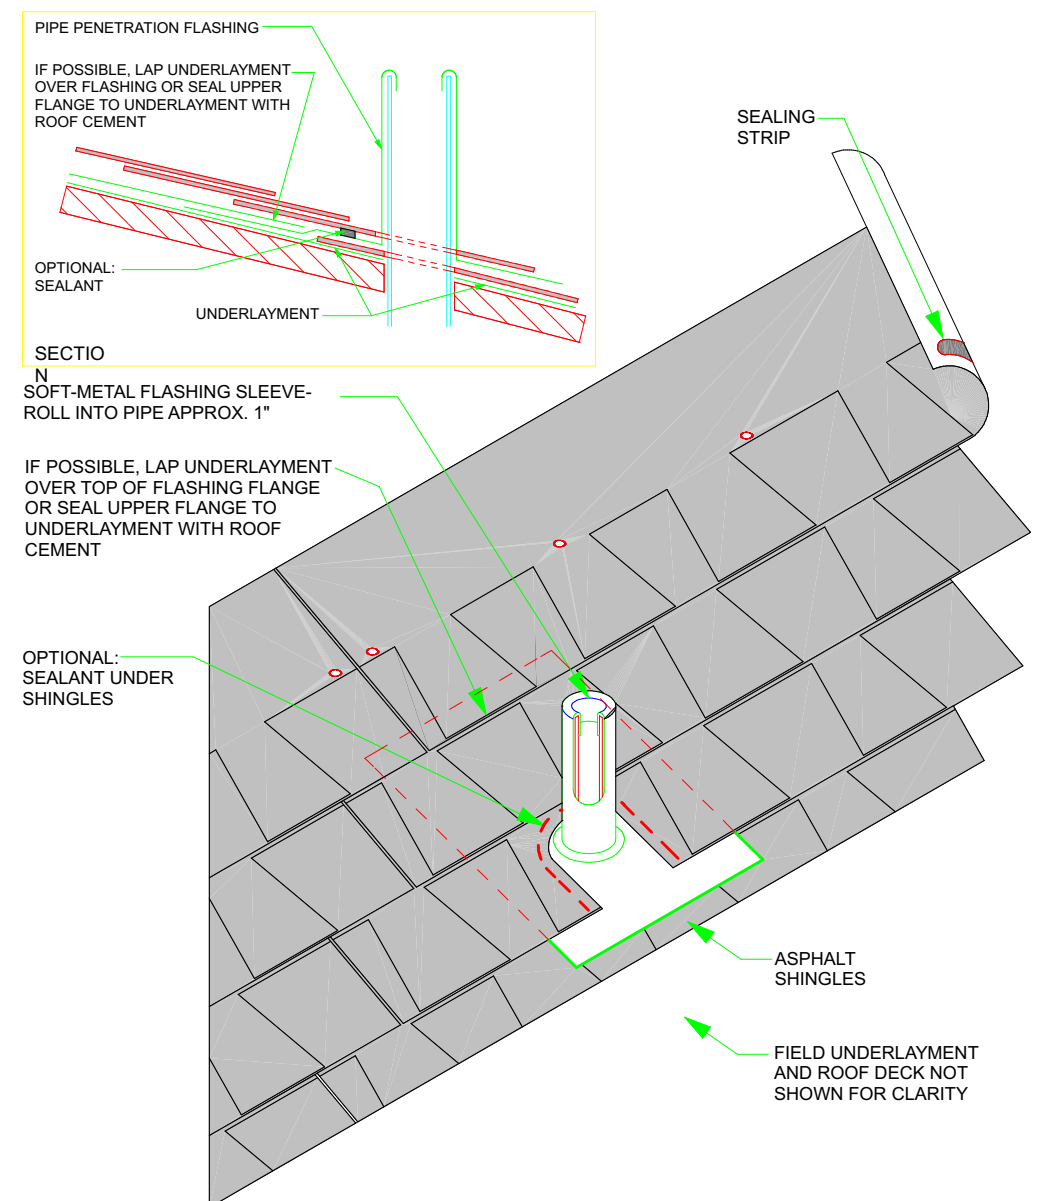 PIPE PENETRATION FLASHING
IF POSSIBLE, LAP UNDERLAYMENT
OVER FLASHING OR SEAL UPPER
FLANGE TO UNDERLAYMENT WITH
ROOF CEMENT
OPTIONAL:
SEALANT
UNDERLAYMENT
SECTIO
N
SEALING
STRIP
SOFT-METAL FLASHING SLEEVE-
ROLL INTO PIPE APPROX. 1"
IF POSSIBLE, LAP UNDERLAYMENT
OVER TOP OF FLASHING FLANGE
OR SEAL UPPER FLANGE TO
UNDERLAYMENT WITH ROOF
CEMENT
OPTIONAL:
SEALANT UNDER
SHINGLES
ASPHALT
SHINGLES
FIELD UNDERLAYMENT
AND ROOF DECK NOT
SHOWN FOR CLARITY